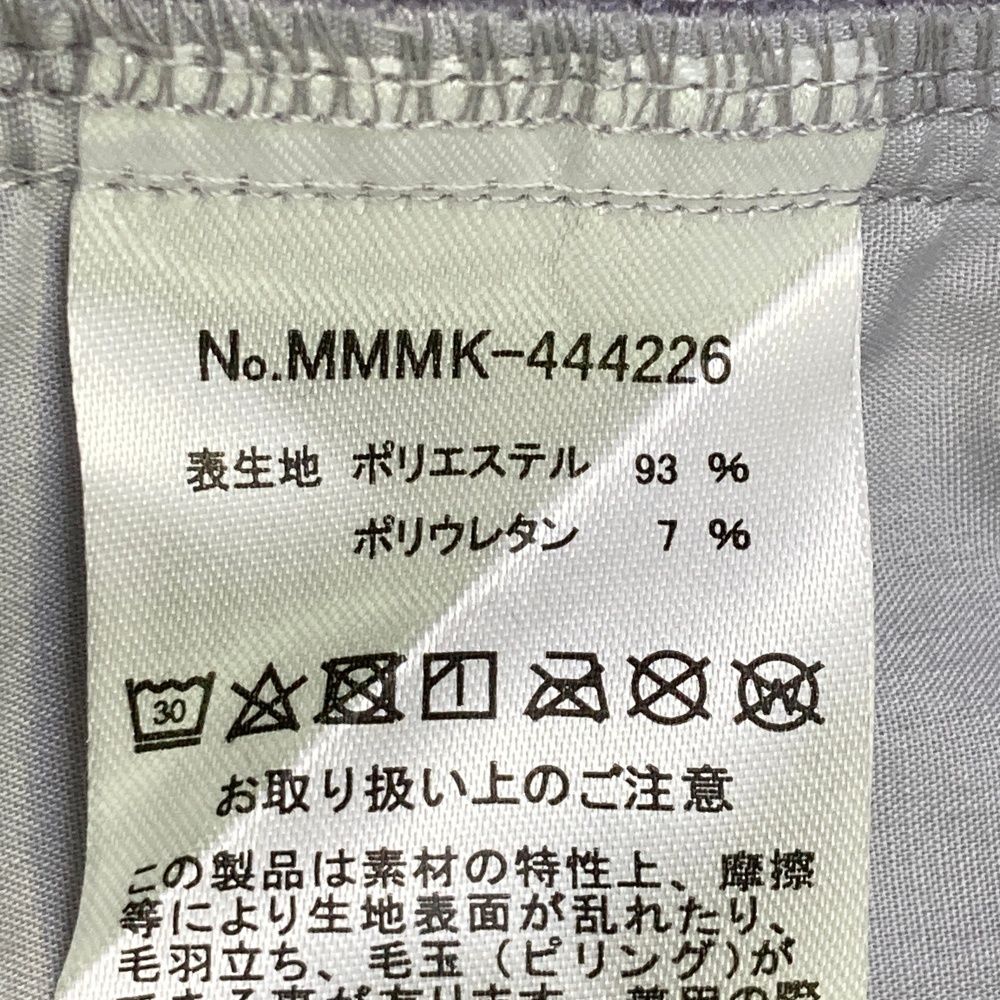 No.MMMK-444226
表生地 ポリエステル 93 %
ポリウレタン 7 %
30
W
お取り扱い上のご注意
この製品は素材の特性上、摩擦
等により生地表面が乱れたり、
毛羽立ち、毛玉(ピリング)が